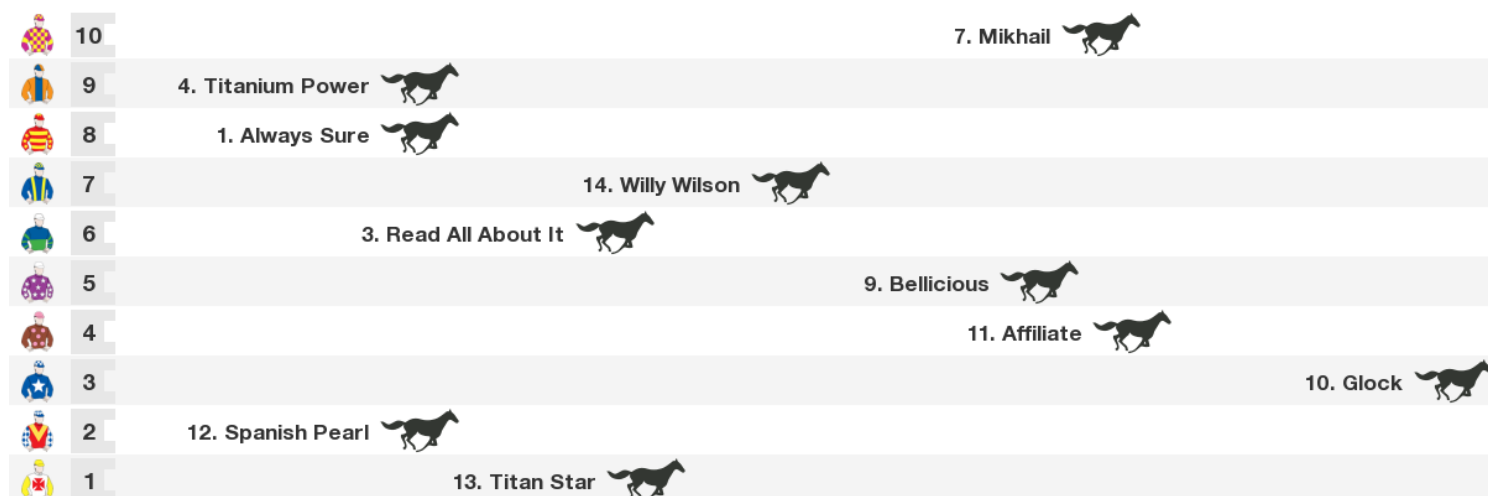 10 7. Mikhail
9 4. Titanium Power
8 1. Always Sure
7 14. Willy Wilson
6 3. Read All About It
5 9. Bellicious
4 11. Affiliate
3 10. Glock
2 12. Spanish Pearl
1 13. Titan Star